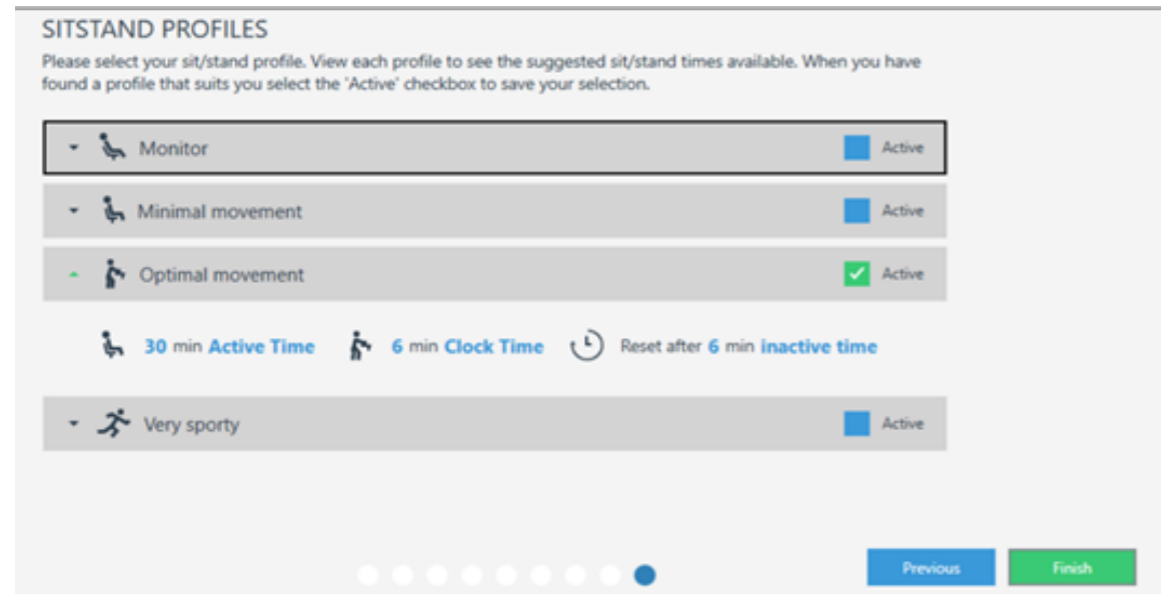 SITSTAND PROFILES
Please select your sit/stand profile. View each profile to see the suggested sit/stand times available. When you have
found a profile that suits you select the 'Active' checkbox to save your selection.
Monitor Active
Minimal movement Active
Optimal movement Active
30 min Active Time 6 min Clock Time Reset after 6 min inactive time
Very sporty Active
Previous Finish